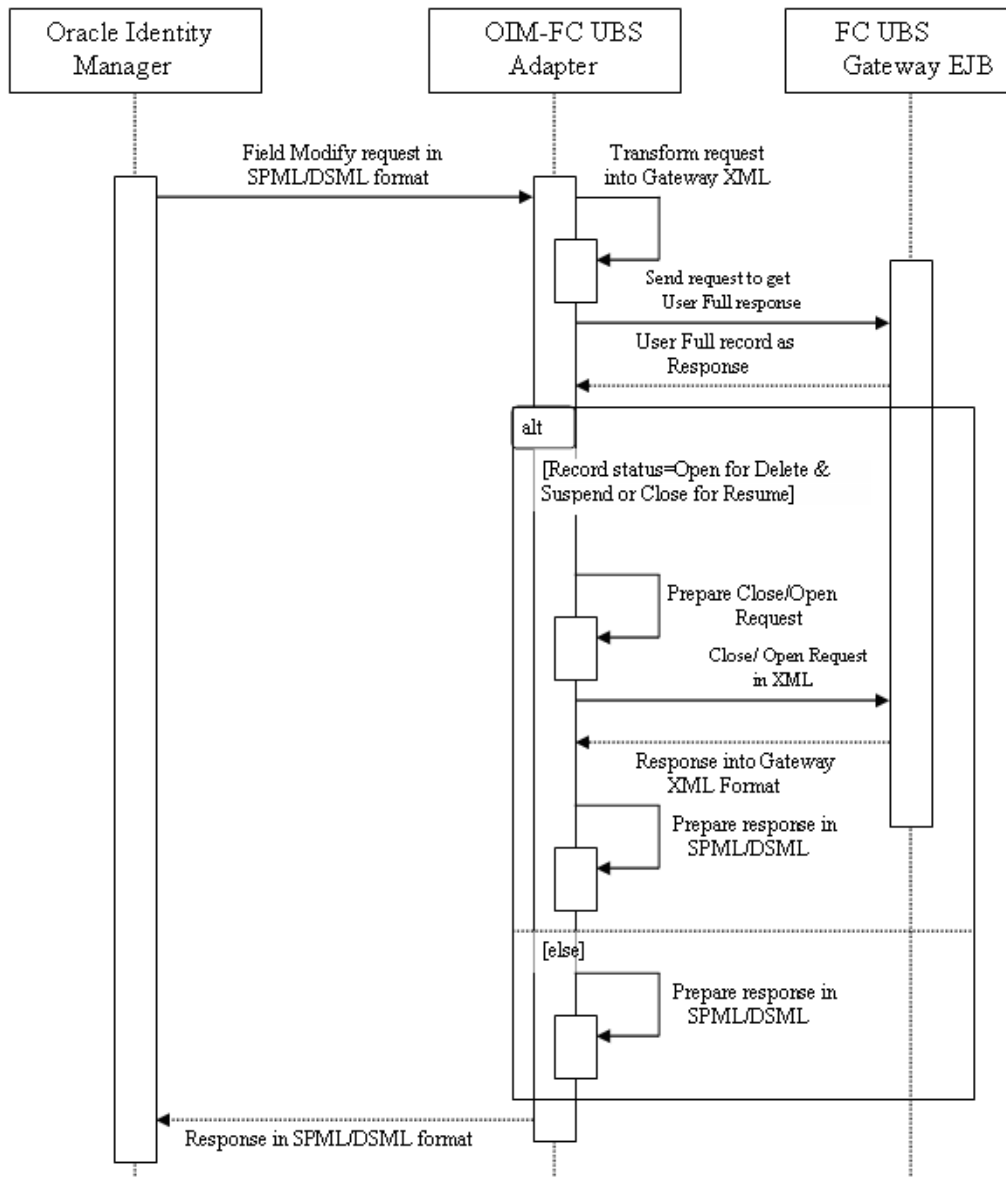 Oracle Identity
Manager
OIM-FC UBS
Adapter
FC UBS
Gateway EJB
Field Modify request in
SPML/DSML format
Transform request
into Gateway XML
Send request to get
User Full response
User Full record as
Response
alt
[Record status=Open for Delete &
Suspend or Close for Resume]
Prepare Close/Open
Request
Close/ Open Request
in XML
Response into Gateway
XML Format
Prepare response in
SPML/DSML
[else]
Prepare response in
SPML/DSML
Response in SPML/DSML format